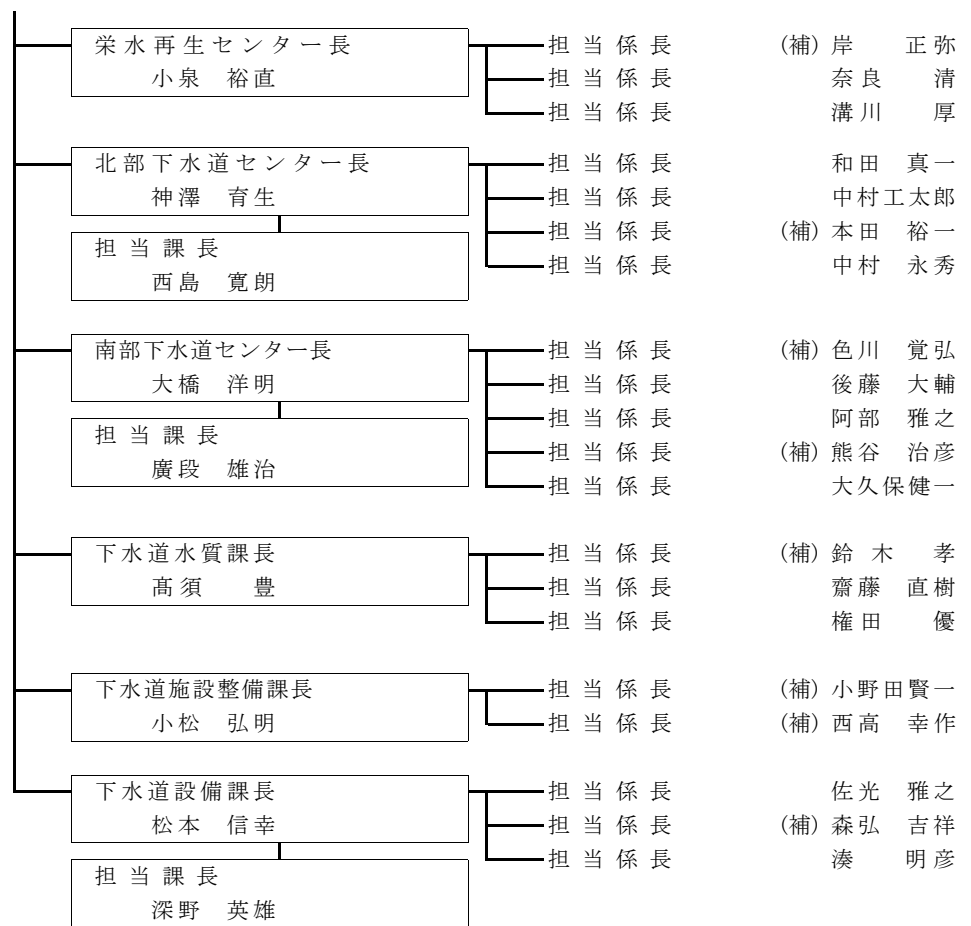 栄水再生センター長 担当係長 (補) 岸 正弥
小泉 裕直 担当係長 奈良 清
担当係長 溝川 厚
北部下水道センター長 担当係長 和田 真一
神澤 育生 担当係長 中村工太郎
担当係長 (補) 本田 裕一
担当課長 担当係長 中村 永秀
西島 寛朗
南部下水道センター長 担当係長 (補) 色川 覚弘
大橋 洋明 担当係長 後藤 大輔
担当係長 阿部 雅之
担当課長 担当係長 (補) 熊谷 治彦
廣段 雄治 担当係長 大久保健一
下水道水質課長 担当係長 (補) 鈴木 孝
髙須 豊 担当係長 齋藤 直樹
担当係長 権田 優
下水道施設整備課長 担当係長 (補) 小野田賢一
小松 弘明 担当係長 (補) 西高 幸作
下水道設備課長 担当係長 佐光 雅之
松本 信幸 担当係長 (補) 森弘 吉祥
担当係長 湊 明彦
担当課長
深野 英雄